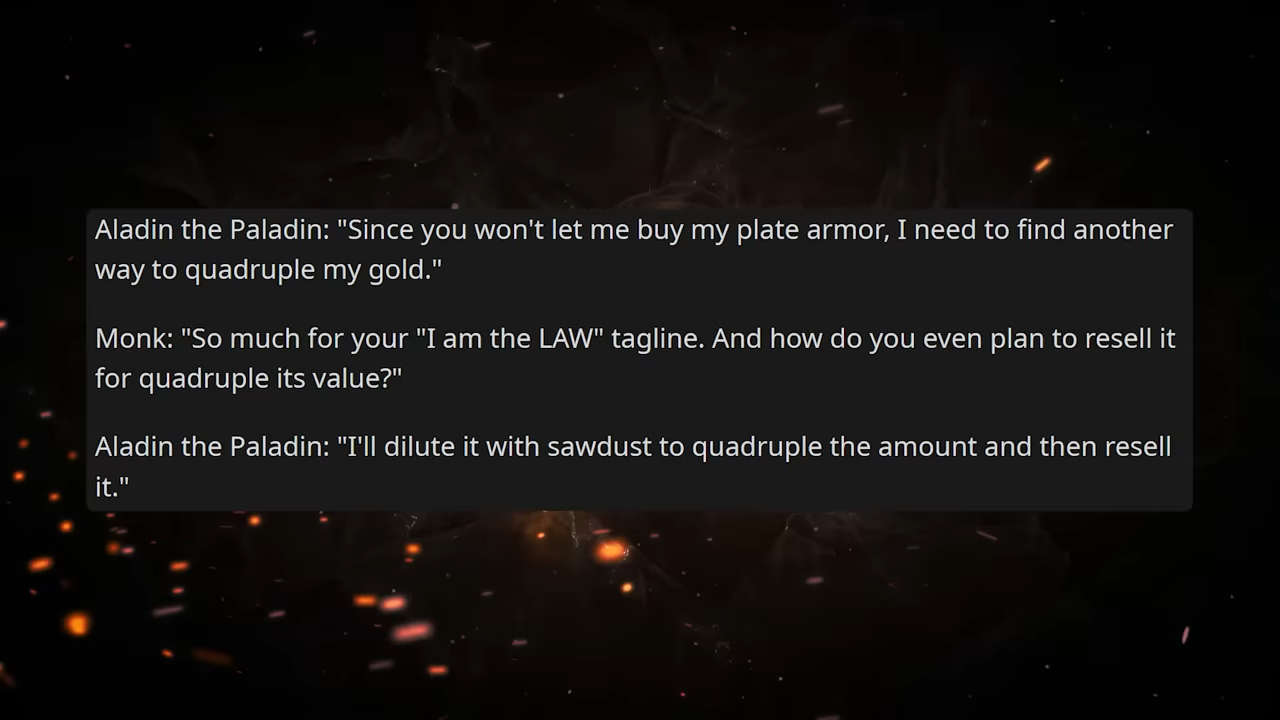 Aladin the Paladin: "Since you won't let me buy my plate armor, I need to find another
way to quadruple my gold."
Monk: "So much for your "I am the LAW" tagline. And how do you even plan to resell it
for quadruple its value?"
Aladin the Paladin: "I'll dilute it with sawdust to quadruple the amount and then resell
it."